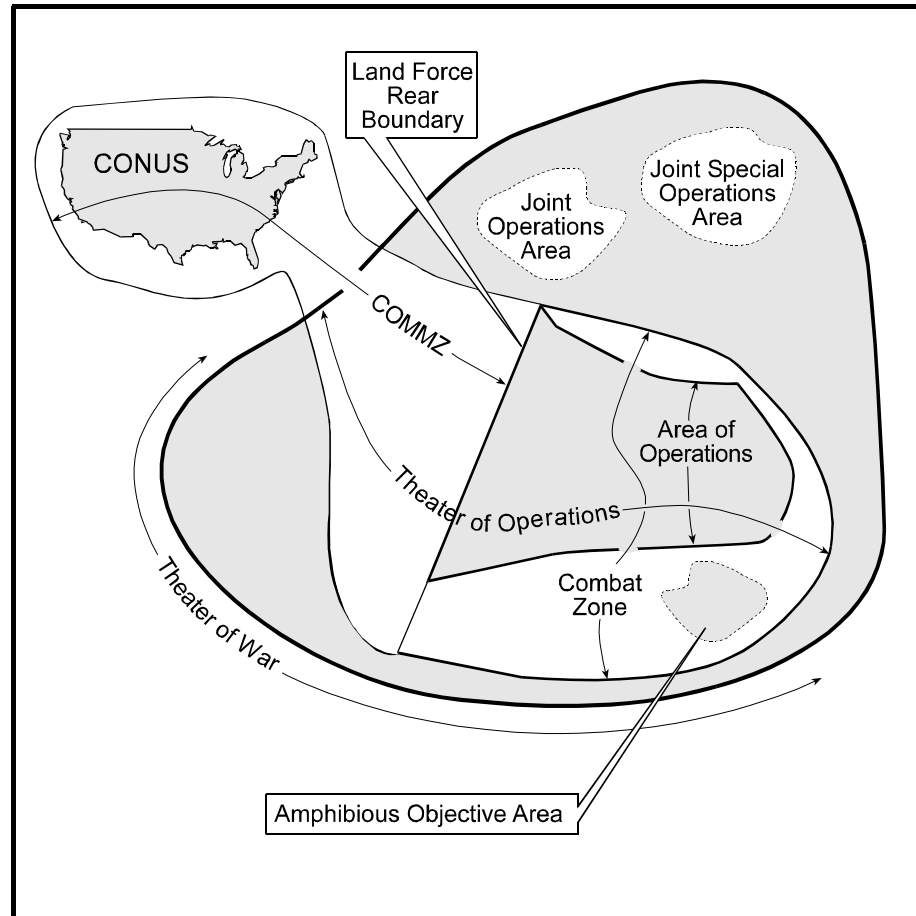 Land Force
Rear
Boundary
CONUS
Joint Special
Operations
Area
Joint
Operations
Area
COMMZ
Area of
Operations
Theater of Operations
Combat
Zone
Theater of War
Amphibious Objective Area